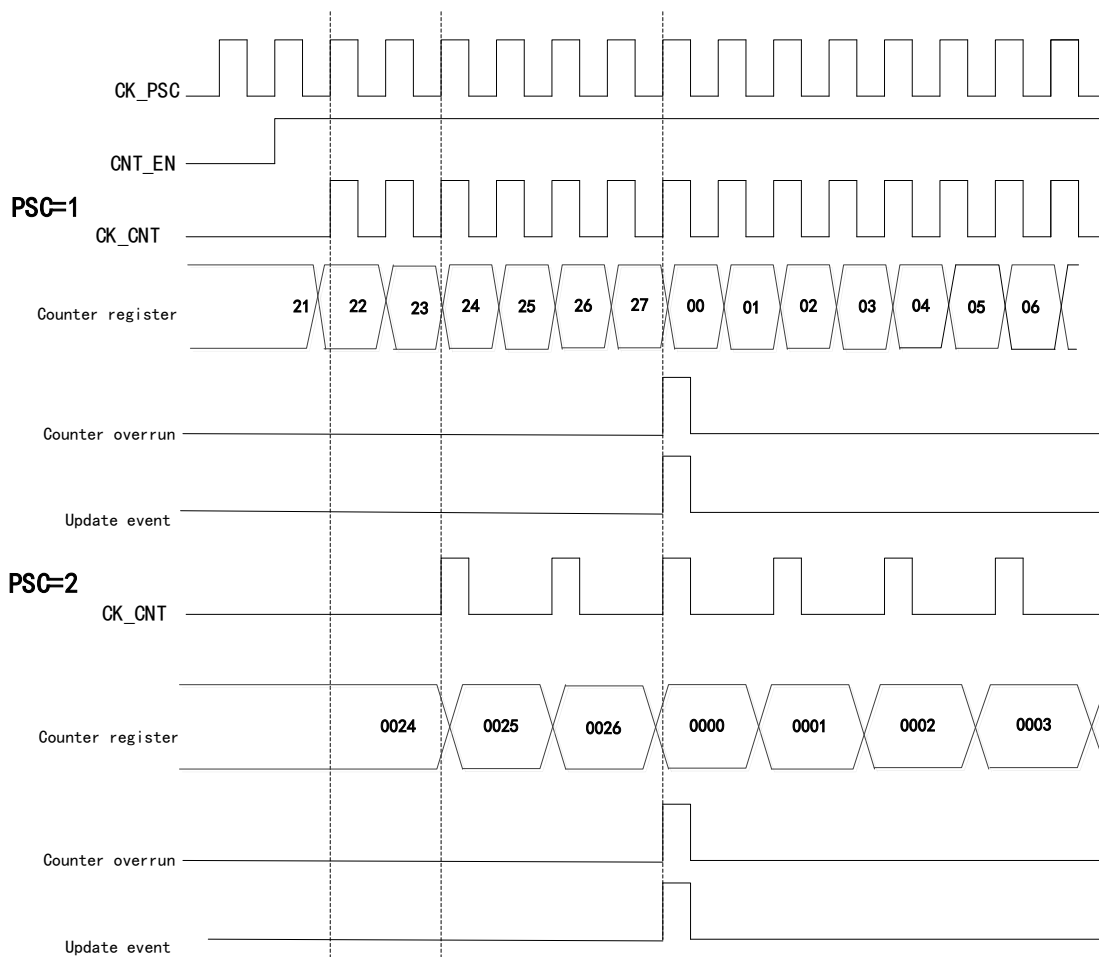 CK_PSC
CNT_EN
PSC=1
CK_CNT
Counter register 21 22 23 24 25 26 27 00 01 02 03 04 05 06
Counter overrun
Update event
PSC=2
CK_CNT
Counter register 0024 0025 0026 0000 0001 0002 0003
Counter overrun
Update event